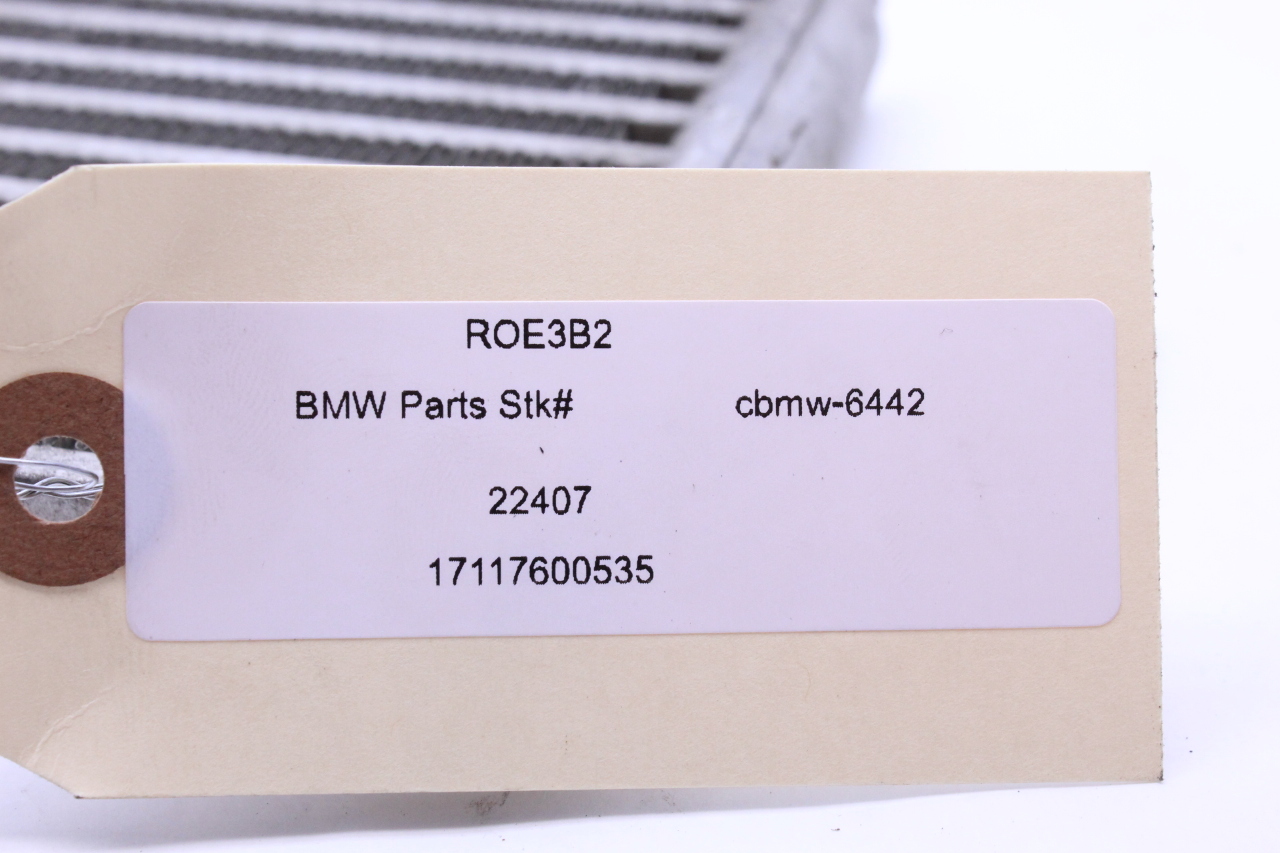 ROE3B2
BMW Parts Stk# cbmw-6442
22407
17117600535